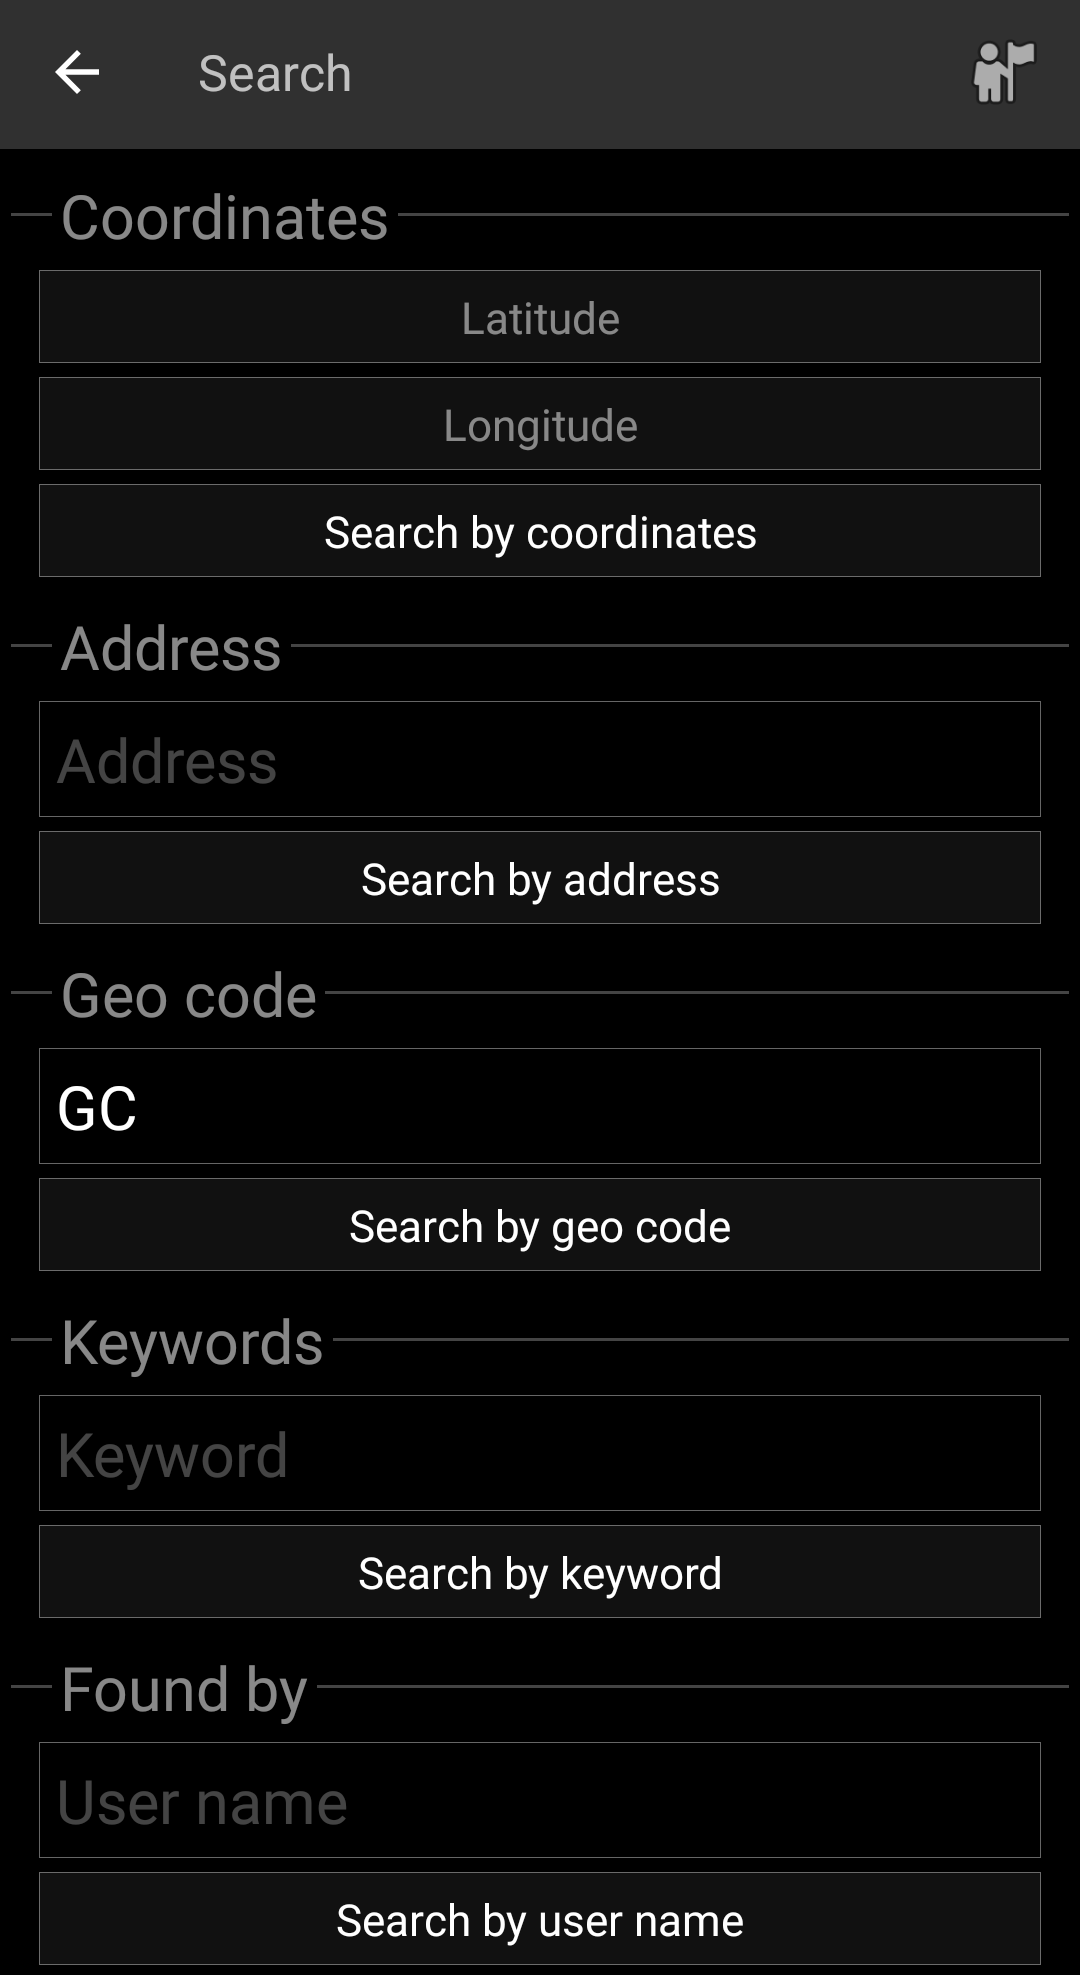 Search
Coordinates
Latitude
Longitude
Search by coordinates
Address
Address
Search by address
Geo code
GC
Search by geo code
Keywords
Keyword
Search by keyword
Found by
User name
Search by user name